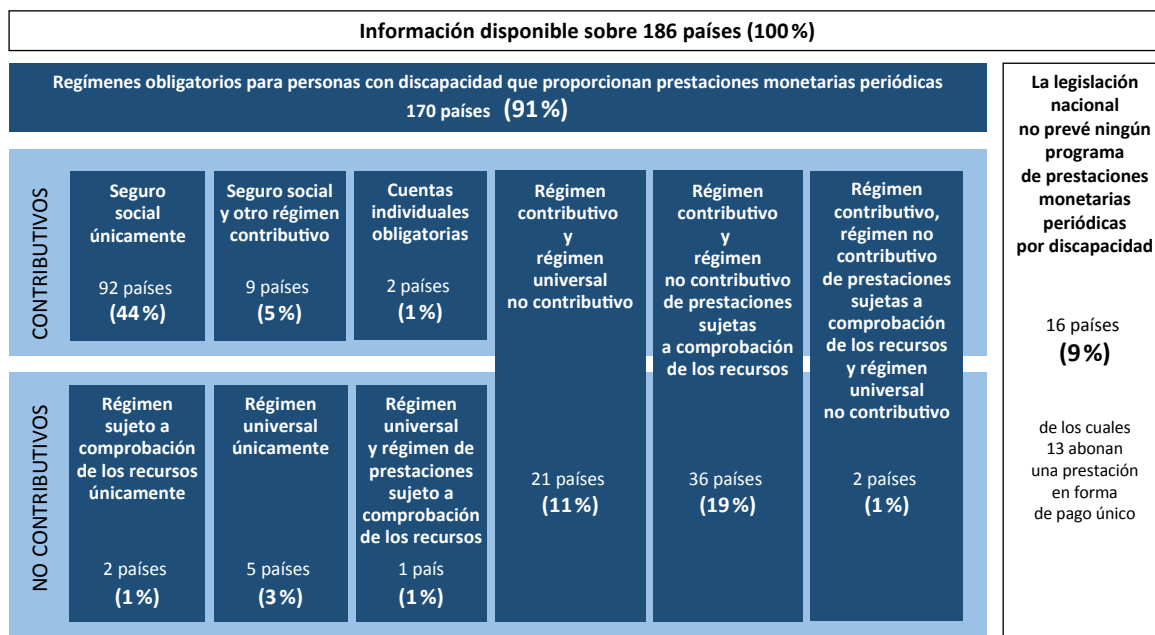 Información disponible sobre 186 países (100 %)
Regímenes obligatorios para personas con discapacidad que proporcionan prestaciones monetarias periódicas
170 países (91 %)
CONTRIBUTIVOS
Seguro
social
únicamente
92 países
(44 %)
Seguro social
y otro régimen
contributivo
9 países
(5 %)
Cuentas
individuales
obligatorias
2 países
(1 %)
Régimen
contributivo
y
régimen
universal
no contributivo
21 países
(11 %)
Régimen
contributivo
y
régimen
no contributivo
de prestaciones
sujetas
a comprobación
de los recursos
36 países
(19 %)
Régimen
contributivo,
régimen no
contributivo
de prestaciones
sujetas a
comprobación
de los recursos
y régimen
universal
no contributivo
2 países
(1 %)
NO CONTRIBUTIVOS
Régimen
sujeto a
comprobación
de los recursos
únicamente
2 países
(1 %)
Régimen
universal
únicamente
5 países
(3 %)
Régimen
universal
y régimen de
prestaciones
sujeto a
comprobación
de los recursos
1 país
(1 %)
La legislación
nacional
no prevé ningún
programa
de prestaciones
monetarias
periódicas
por discapacidad
16 países
(9 %)
de los cuales
13 abonan
una prestación
en forma
de pago único